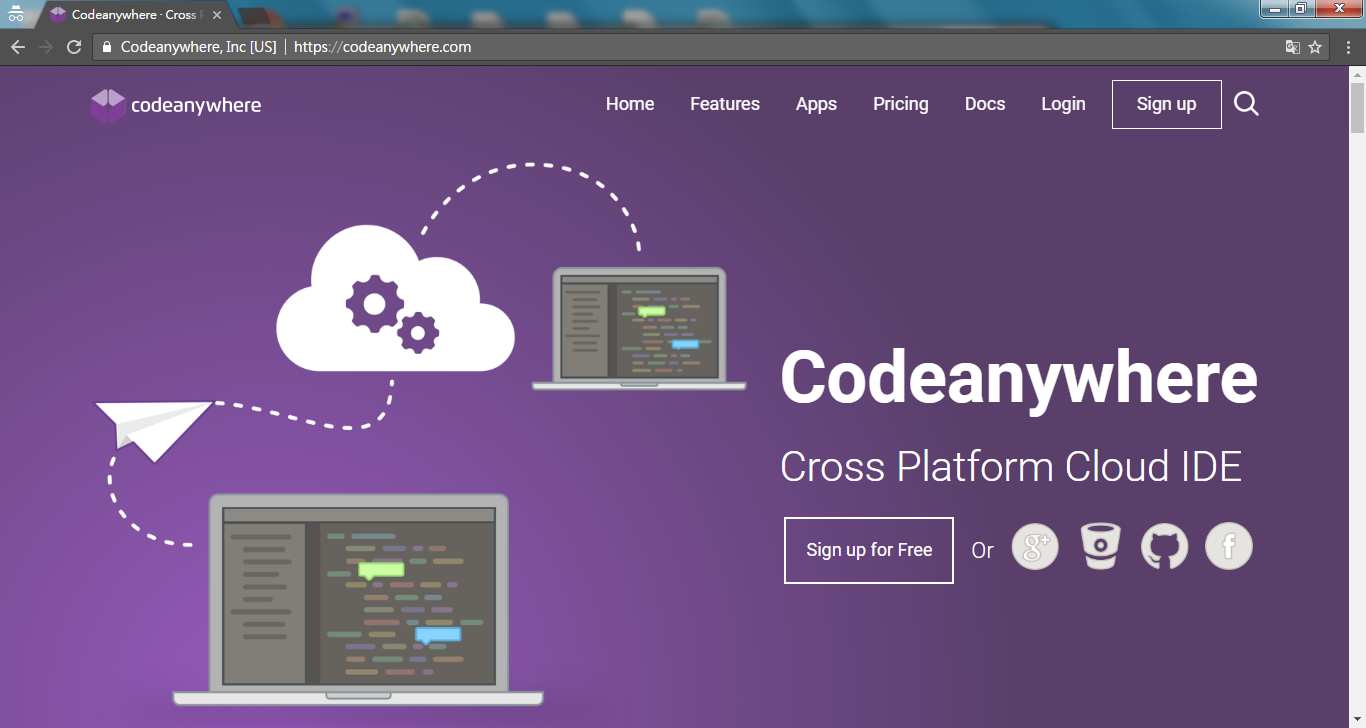 Codeanywhere · Cross
Codeanywhere, Inc [US] https://codeanywhere.com
codeanywhere
Home Features Apps Pricing Docs Login Sign up
Codeanywhere
Cross Platform Cloud IDE
Sign up for Free Or g+ f